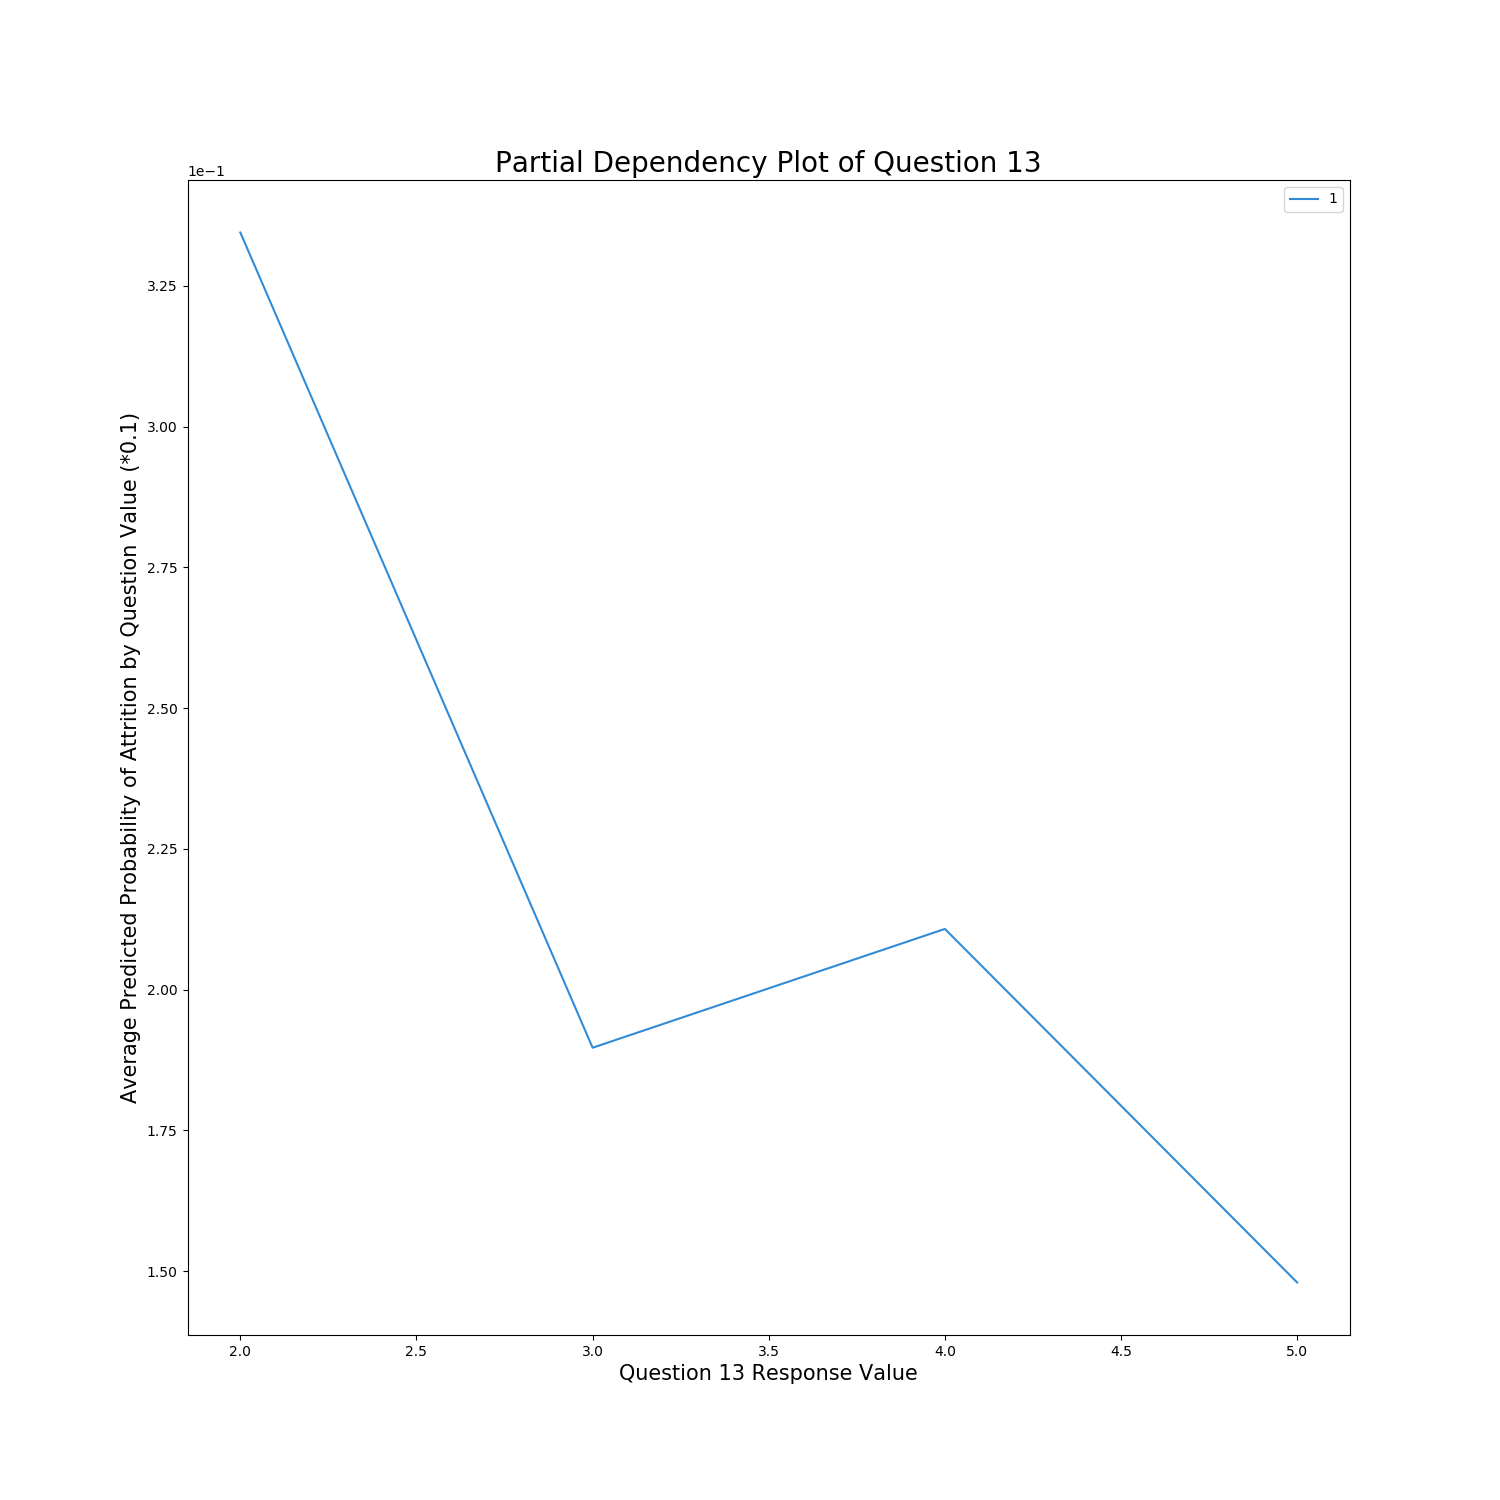 Partial Dependency Plot of Question 13
1e−1
1
3.25
3.00
2.75
2.50
2.25
2.00
1.75
1.50
Average Predicted Probability of Attrition by Question Value (*0.1)
2.0 2.5 3.0 3.5 4.0 4.5 5.0
Question 13 Response Value